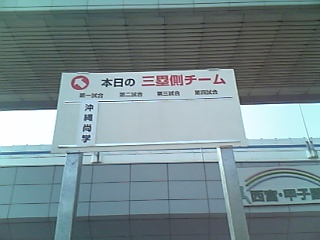 本日の 三塁側チーム
第一試合 第二試合 第三試合 第四試合
沖縄尚学
西宮・甲子園